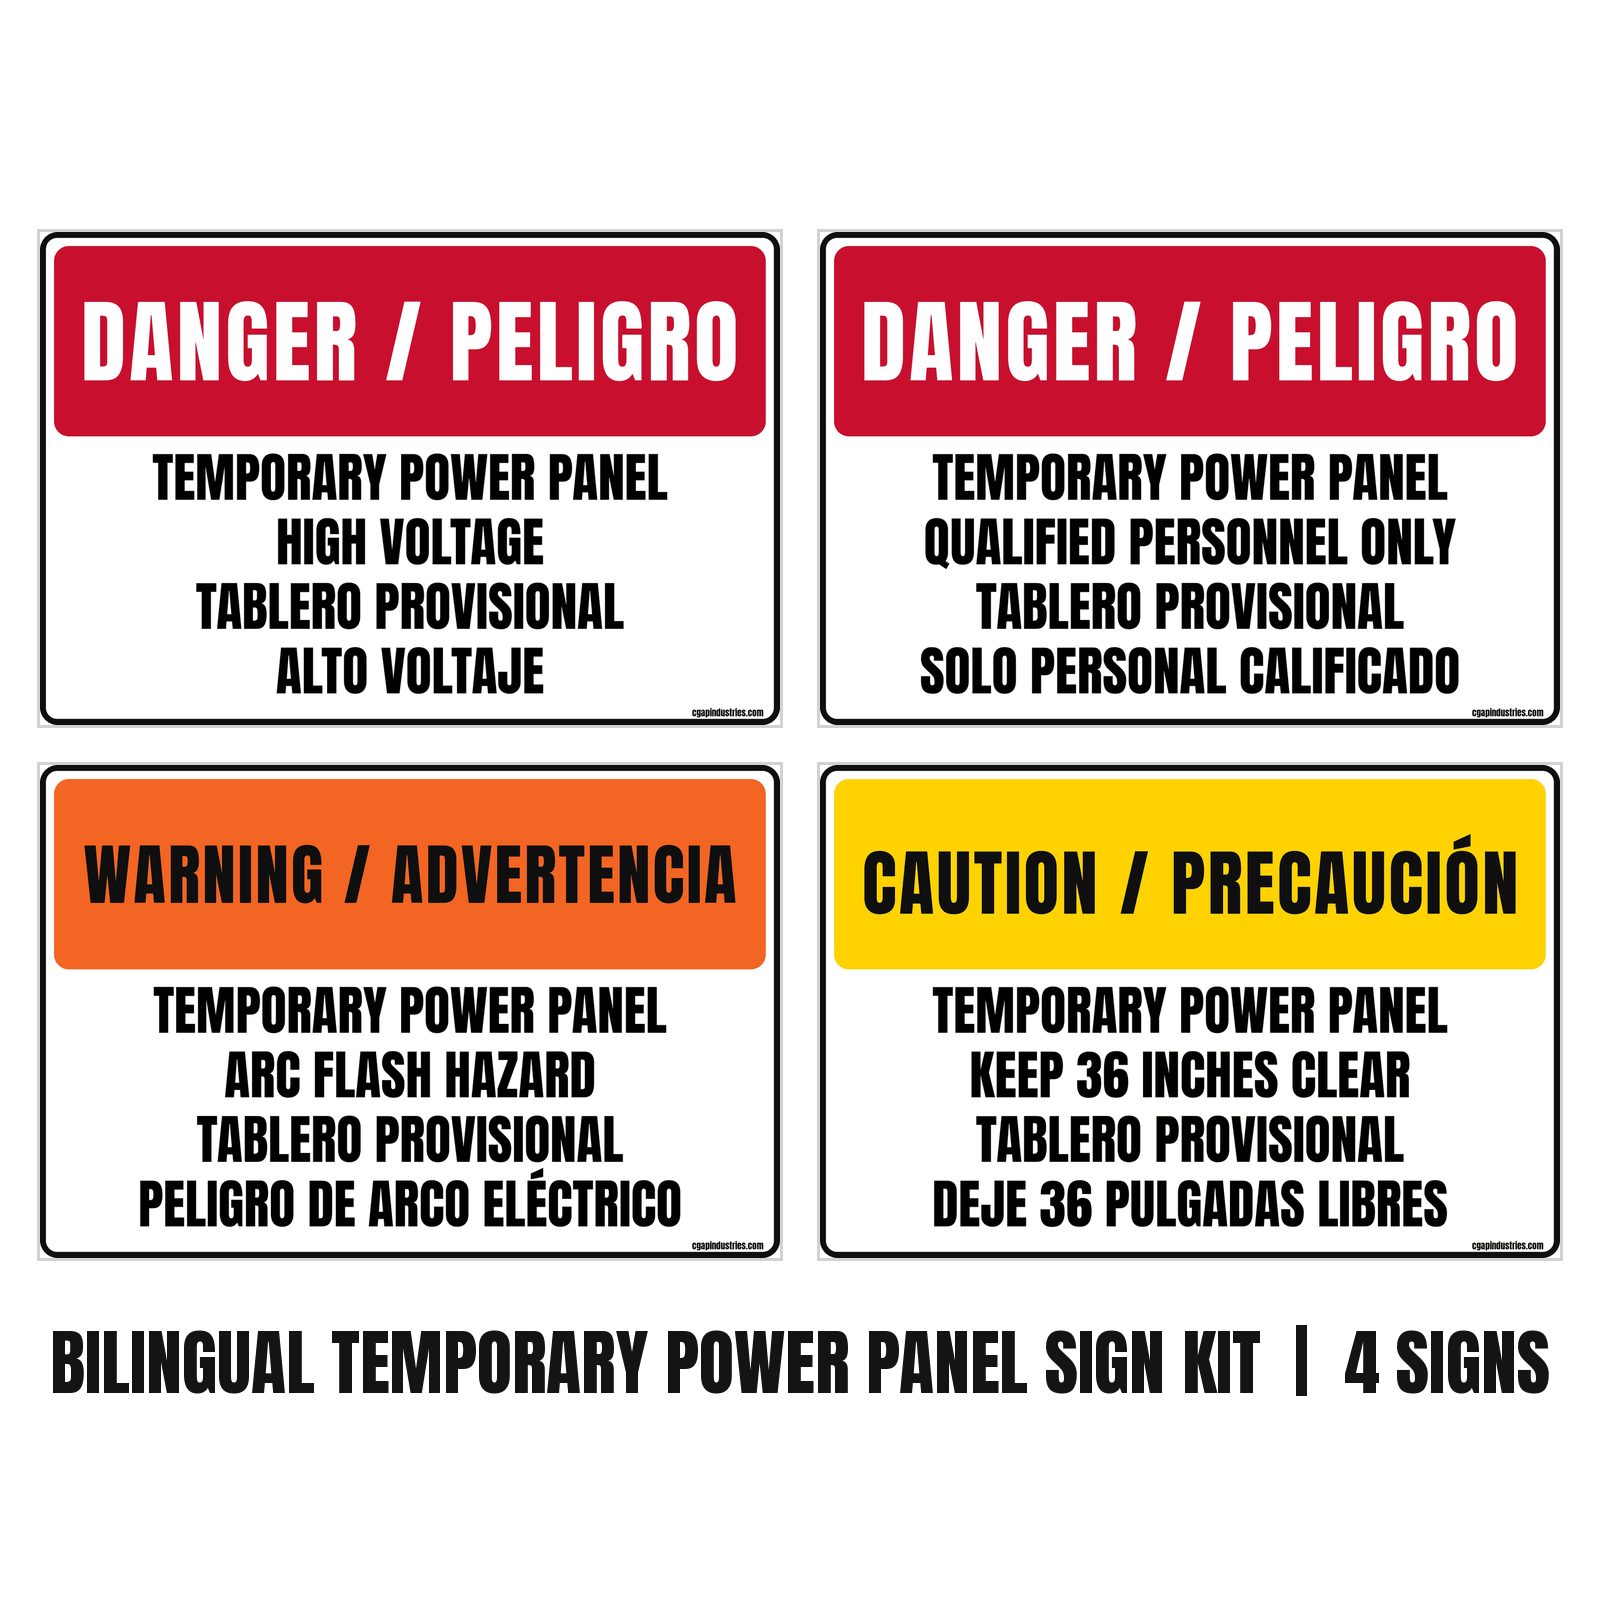 DANGER / PELIGRO
TEMPORARY POWER PANEL
HIGH VOLTAGE
TABLERO PROVISIONAL
ALTO VOLTAJE
cgapindustries.com
DANGER / PELIGRO
TEMPORARY POWER PANEL
QUALIFIED PERSONNEL ONLY
TABLERO PROVISIONAL
SOLO PERSONAL CALIFICADO
cgapindustries.com
WARNING / ADVERTENCIA
TEMPORARY POWER PANEL
ARC FLASH HAZARD
TABLERO PROVISIONAL
PELIGRO DE ARCO ELÉCTRICO
cgapindustries.com
CAUTION / PRECAUCIÓN
TEMPORARY POWER PANEL
KEEP 36 INCHES CLEAR
TABLERO PROVISIONAL
DEJE 36 PULGADAS LIBRES
cgapindustries.com
BILINGUAL TEMPORARY POWER PANEL SIGN KIT | 4 SIGNS